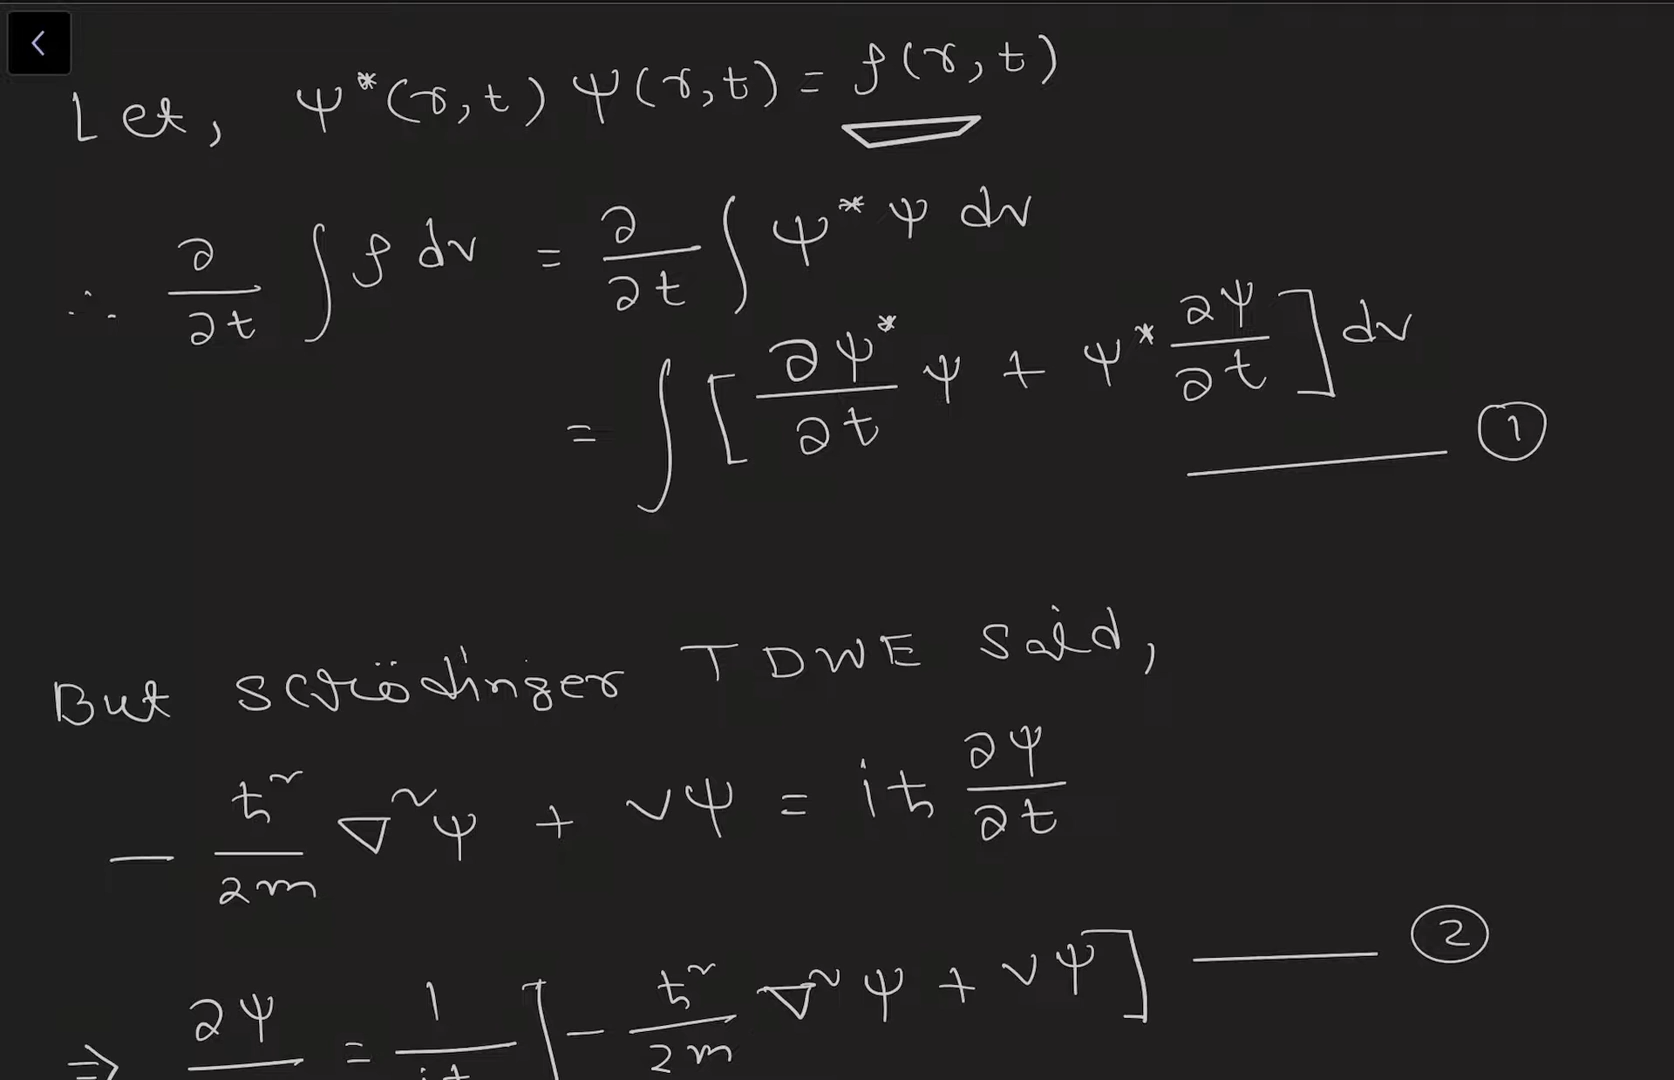 Let, ψ*(r,t) ψ(r,t) = ρ(r,t)
∴ ∂/∂t ∫ ρ dv = ∂/∂t ∫ ψ* ψ dv
= ∫ [ ∂ψ*/∂t ψ + ψ* ∂ψ/∂t ] dv ——— ①
But Scrödinger TDWE said,
− ħ²/2m ∇²ψ + vψ = iħ ∂ψ/∂t
⇒ ∂ψ/ = 1/iħ [ − ħ²/2m ∇²ψ + vψ ] ——— ②